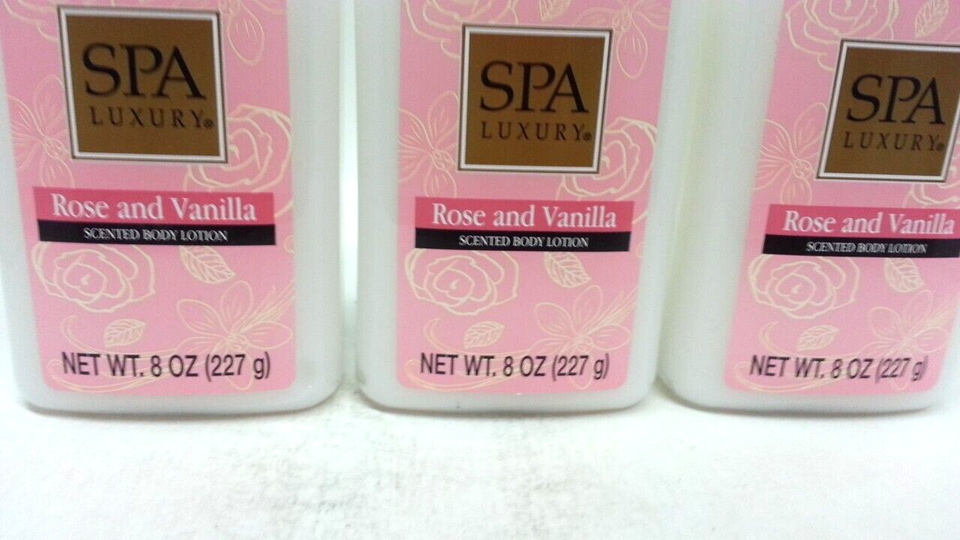 SPA
LUXURY®
Rose and Vanilla
SCENTED BODY LOTION
NET WT. 8 OZ (227 g)
SPA
LUXURY®
Rose and Vanilla
SCENTED BODY LOTION
NET WT. 8 OZ (227 g)
SPA
LUXURY®
Rose and Vanilla
SCENTED BODY LOTION
NET WT. 8 OZ (227 g)